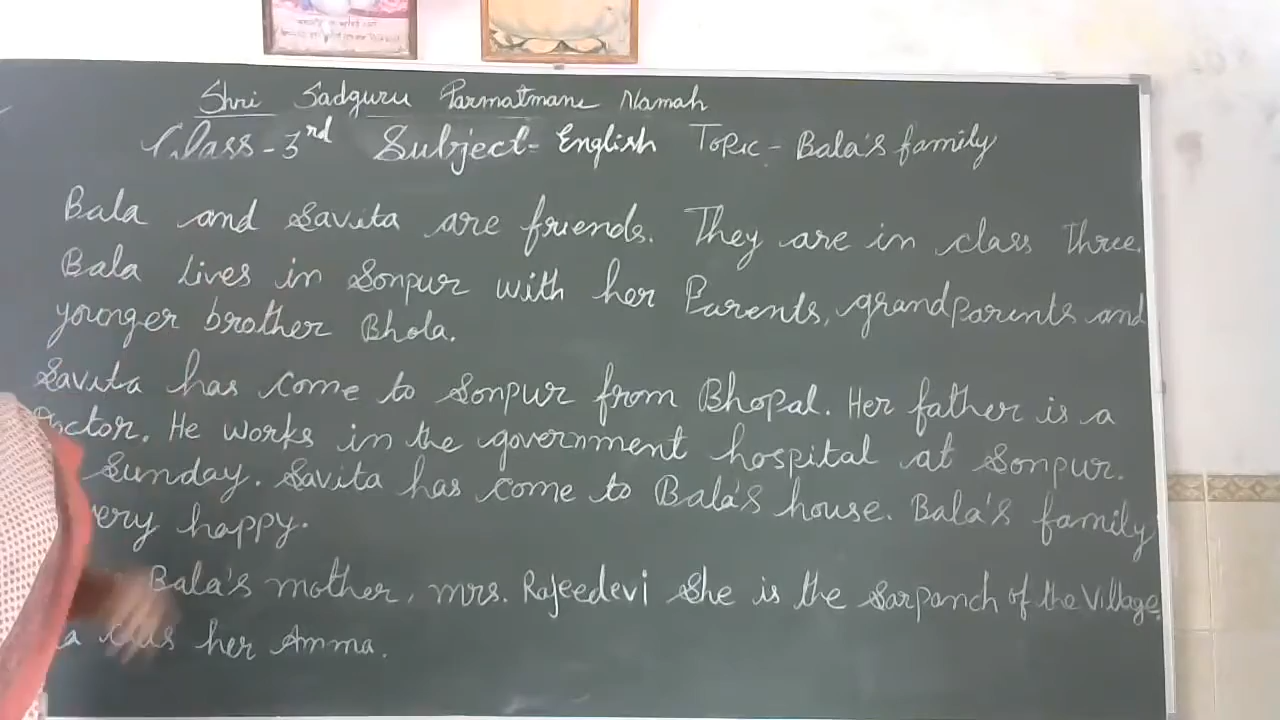 Shri Sadguru Parmatmane Namah
Class - 3rd Subject - English Topic - Bala's family
Bala and Savita are friends. They are in class three.
Bala Lives in Sonpur with her Parents, grandparents and
younger brother Bhola.
Savita has come to Sonpur from Bhopal. Her father is a
Doctor. He works in the government hospital at Sonpur.
Sunday. Savita has come to Bala's house. Bala's family
very happy.
Bala's mother, mrs. Rajeedevi She is the Sarpanch of the Village.
her Amma.